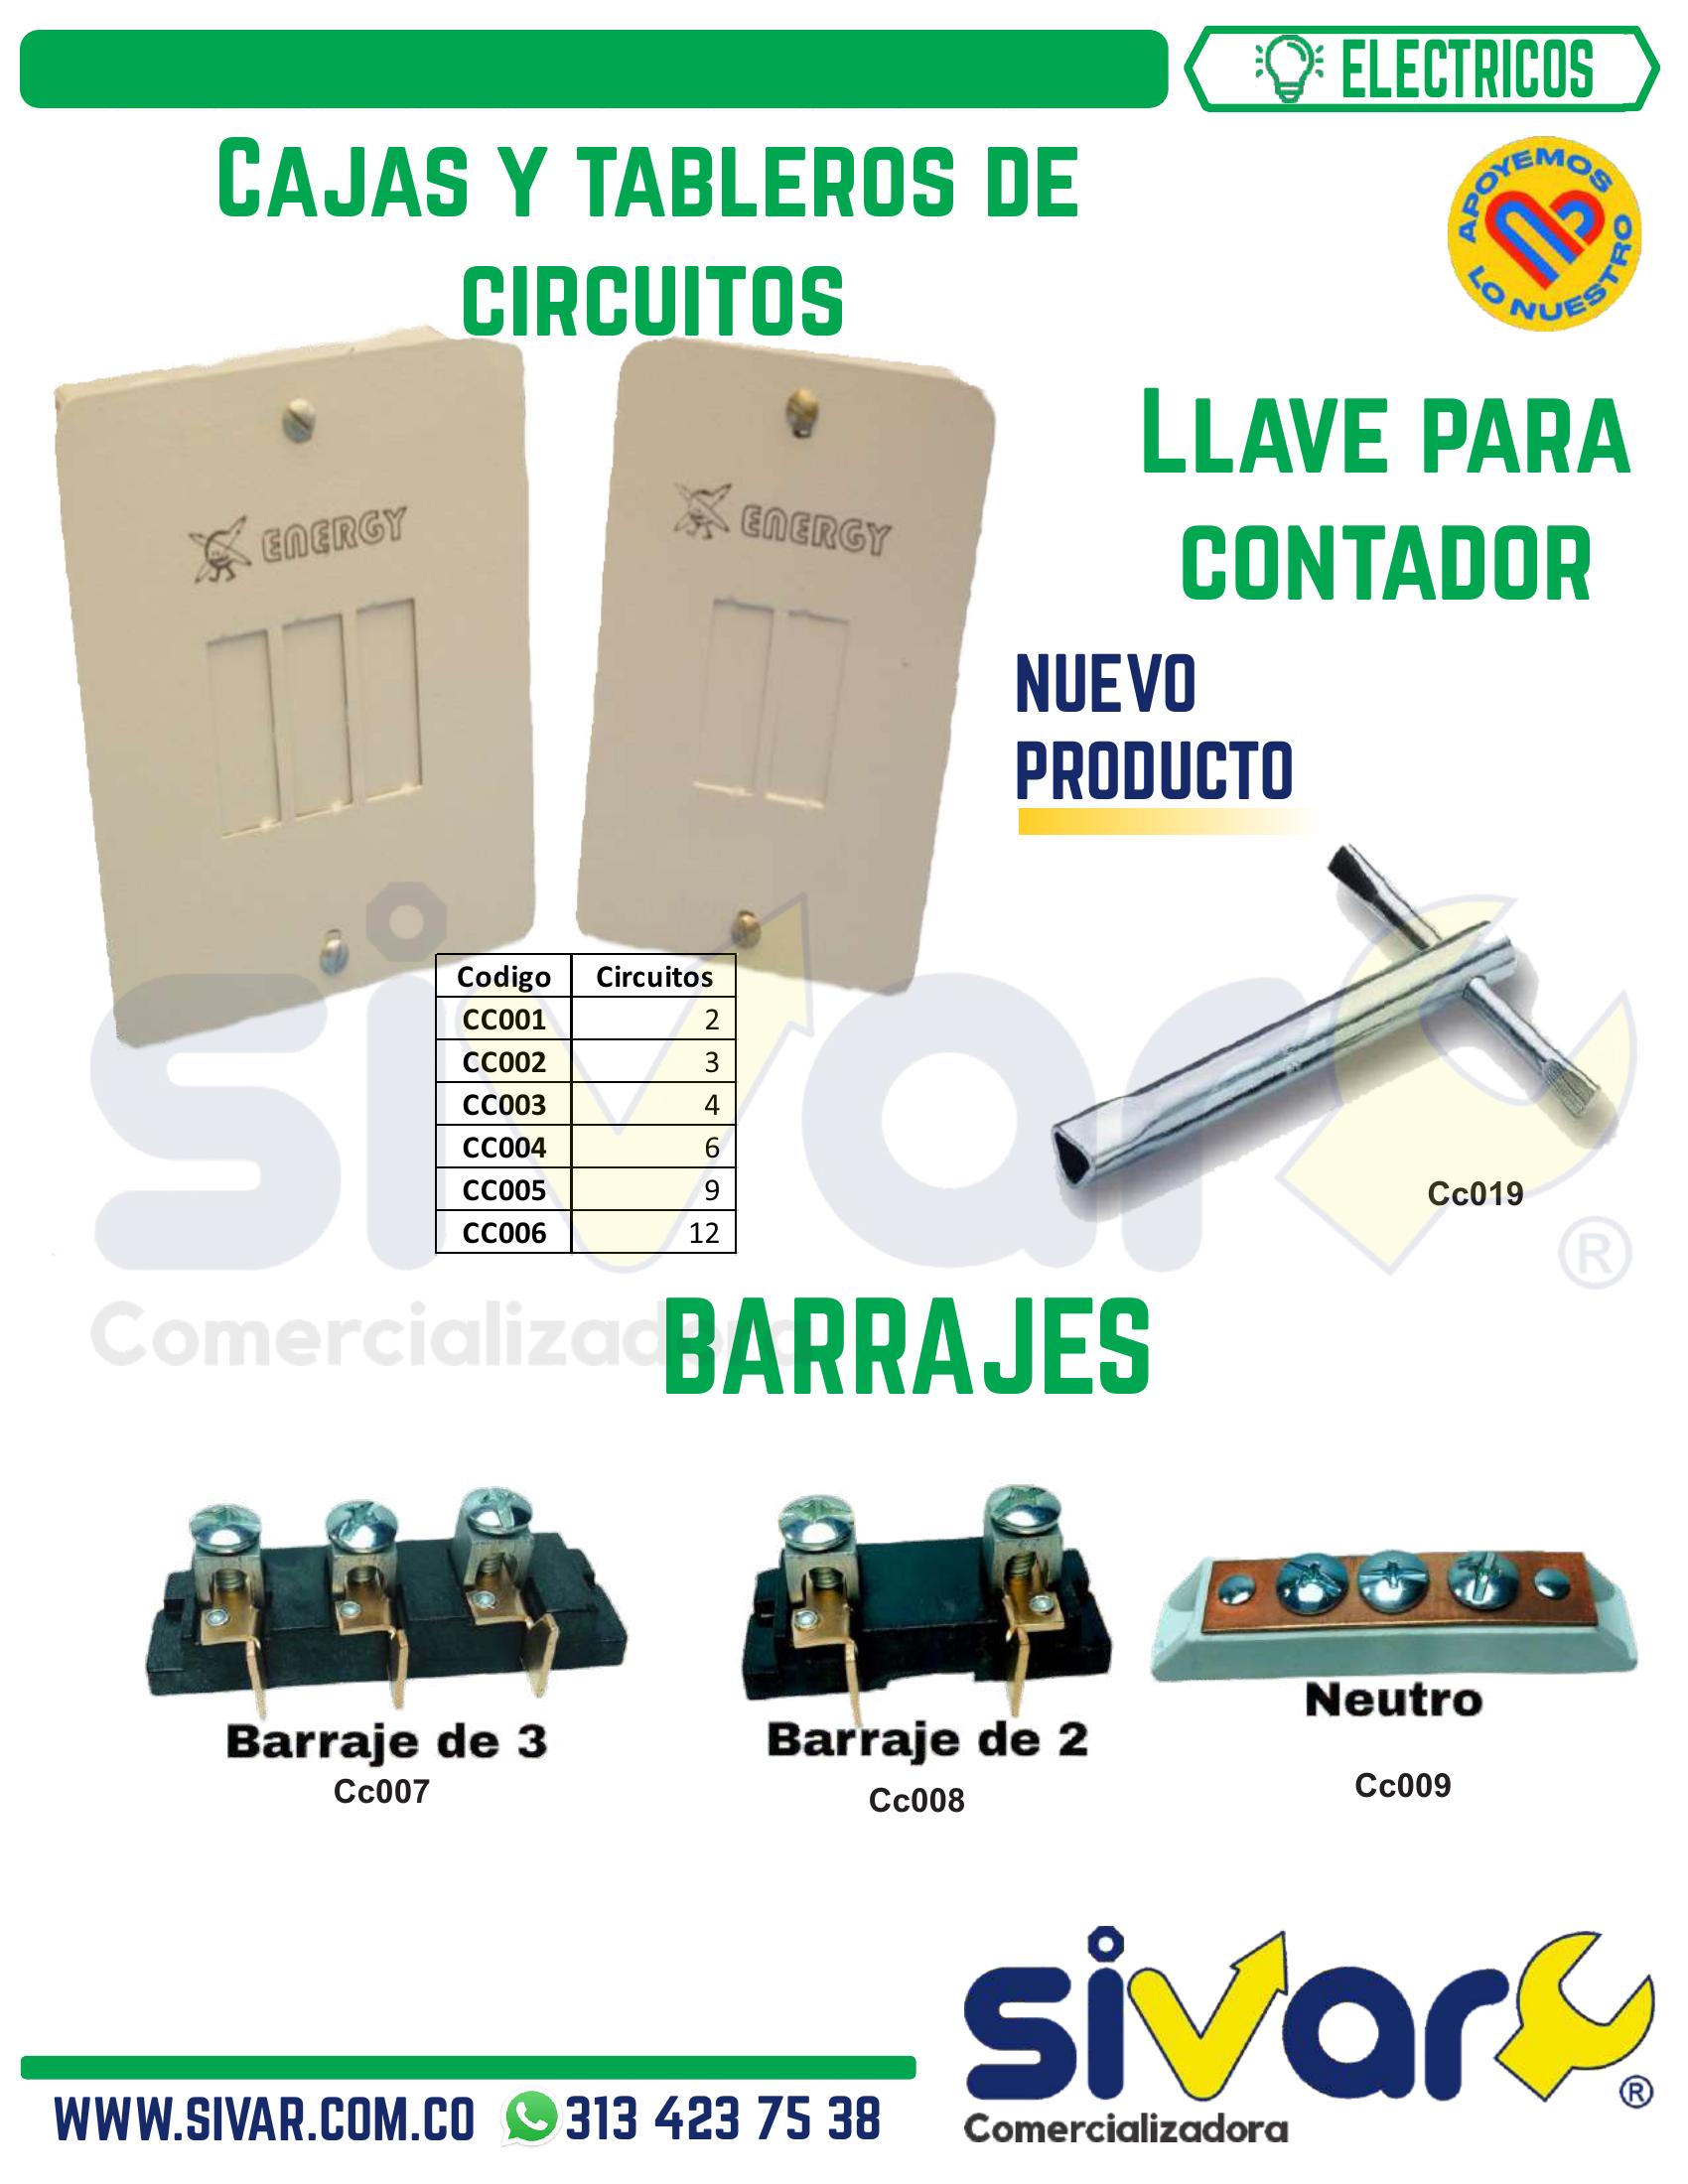 ELECTRICOS
CAJAS Y TABLEROS DE
CIRCUITOS
APOYEMOS
LO NUESTRO
LLAVE PARA
CONTADOR
ENERGY
ENERGY
NUEVO
PRODUCTO
Codigo Circuitos
CC001 2
CC002 3
CC003 4
CC004 6
CC005 9
CC006 12
Cc019
sivar
®
Comercializadora
BARRAJES
Barraje de 3
Cc007
Barraje de 2
Cc008
Neutro
Cc009
WWW.SIVAR.COM.CO 313 423 75 38
sivar
®
Comercializadora